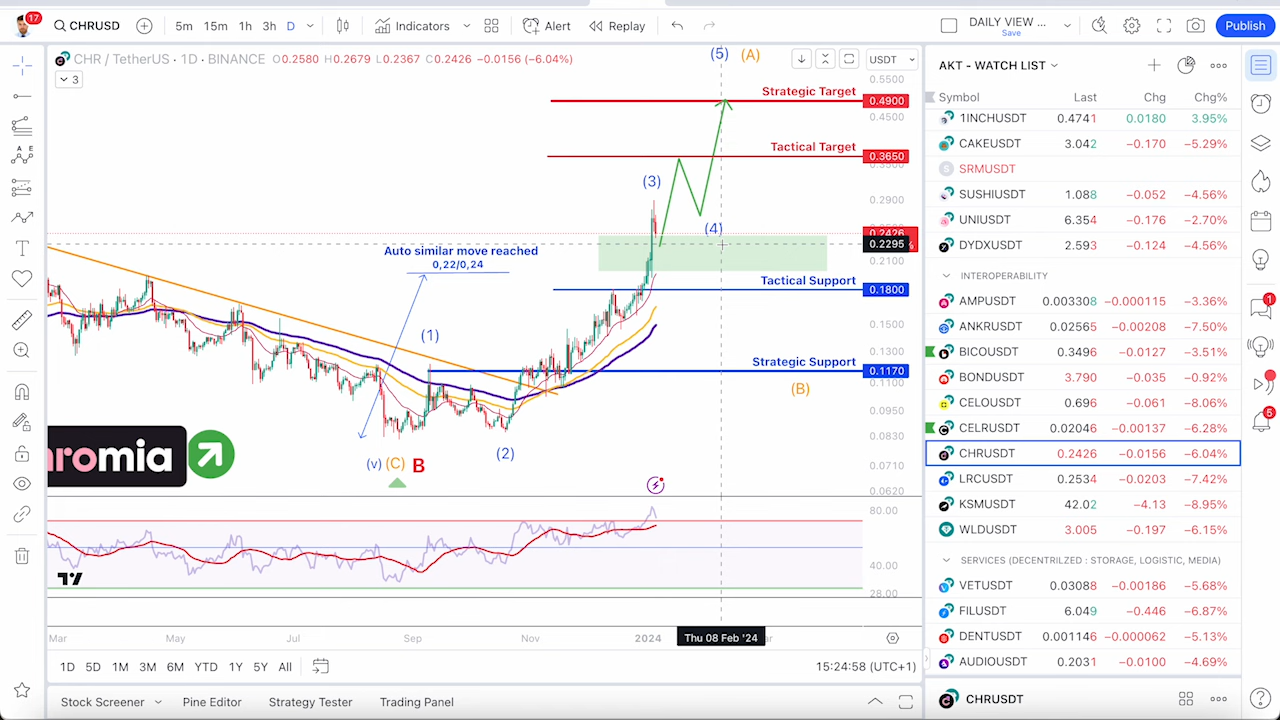 17
CHRUSD
5m 15m 1h 3h D
Indicators
Alert
Replay
DAILY VIEW ...
Save
Publish
CHR / TetherUS · 1D · BINANCE O0.2580 H0.2679 L0.2367 C0.2426 −0.0156 (−6.04%)
3
(5) (A)
USDT
0.5500
Strategic Target
0.4900
0.4500
Tactical Target
0.3650
0.3500
(3)
0.2900
(4)
0.2426
0.2295
0.2100
Auto similar move reached
0,22/0,24
Tactical Support
0.1800
0.1500
(1)
0.1300
Strategic Support
0.1170
0.1100
(B)
0.0950
0.0830
(2)
romia
(v) (C) B
0.0710
0.0620
80.00
40.00
28.00
Mar May Jul Sep Nov 2024 Thu 08 Feb '24 ar
1D 5D 1M 3M 6M YTD 1Y 5Y All
15:24:58 (UTC+1)
Stock Screener Pine Editor Strategy Tester Trading Panel
AKT - WATCH LIST
Symbol Last Chg Chg%
1INCHUSDT 0.4741 0.0180 3.95%
CAKEUSDT 3.042 −0.170 −5.29%
S SRMUSDT
SUSHIUSDT 1.088 −0.052 −4.56%
UNIUSDT 6.354 −0.176 −2.70%
DYDXUSDT 2.593 −0.124 −4.56%
INTEROPERABILITY
AMPUSDT 0.003308 −0.000115 −3.36%
ANKRUSDT 0.02565 −0.00208 −7.50%
BICOUSDT 0.3496 −0.0127 −3.51%
BONDUSDT 3.790 −0.035 −0.92%
CELOUSDT 0.696 −0.061 −8.06%
CELRUSDT 0.02046 −0.00137 −6.28%
CHRUSDT 0.2426 −0.0156 −6.04%
LRCUSDT 0.2534 −0.0203 −7.42%
KSMUSDT 42.02 −4.13 −8.95%
WLDUSDT 3.005 −0.197 −6.15%
SERVICES (DECENTRILZED : STORAGE, LOGISTIC, MEDIA)
VETUSDT 0.03088 −0.00186 −5.68%
FILUSDT 6.049 −0.446 −6.87%
DENTUSDT 0.001146 −0.000062 −5.13%
AUDIOUSDT 0.2031 −0.0100 −4.69%
CHRUSDT
1
5